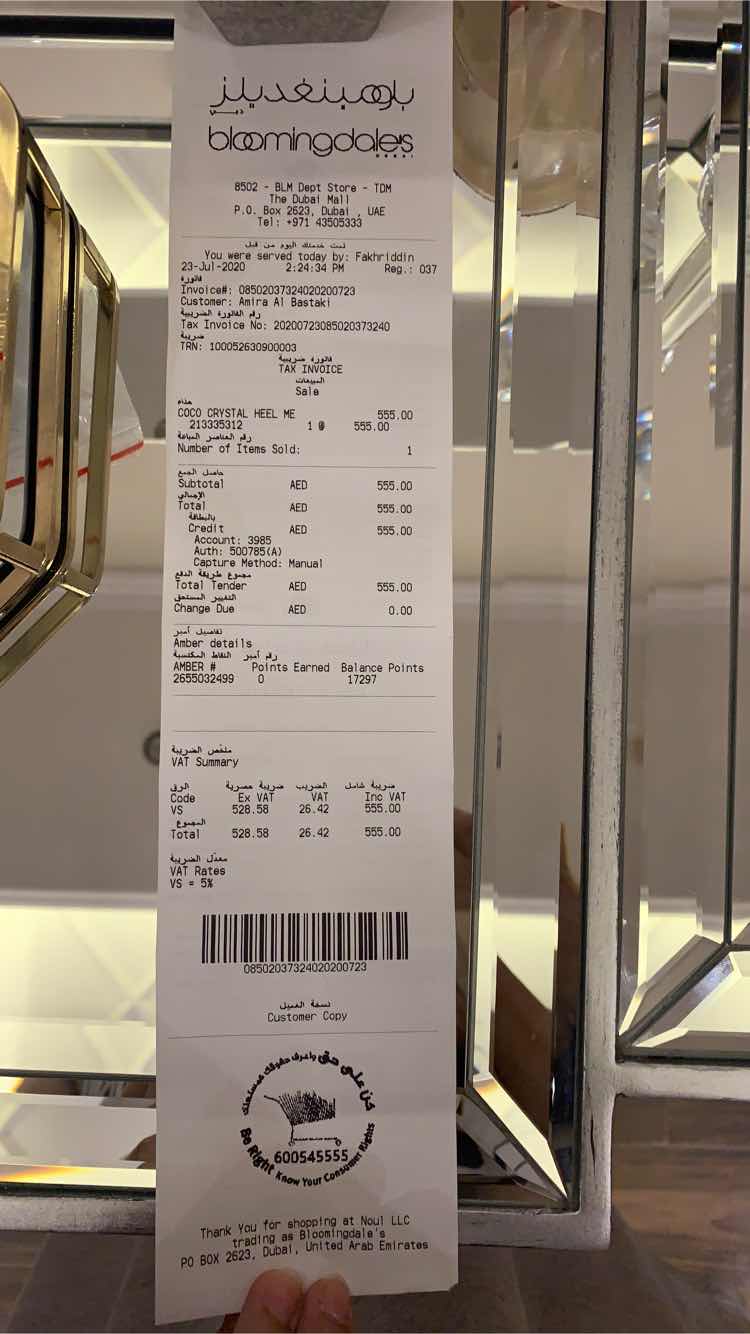 بلومينغديلز
دبي
bloomingdale's
DUBAI
8502 - BLM Dept Store - TDM
The Dubai Mall
P.O. Box 2623, Dubai , UAE
Tel: +971 43505333
تمت خدمتك اليوم من قبل
You were served today by: Fakhriddin
23-Jul-2020 2:24:34 PM Reg.: 037
فاتورة
Invoice#: 08502037324020200723
Customer: Amira Al Bastaki
رقم الفاتورة الضريبية
Tax Invoice No: 20200723085020373240
ضريبة
TRN: 100052630900003
فاتورة ضريبية
TAX INVOICE
المبيعات
Sale
حذاء
COCO CRYSTAL HEEL ME 555.00
213335312 1 @ 555.00
رقم العناصر المباعة
Number of Items Sold: 1
حاصل الجمع
Subtotal AED 555.00
الإجمالي
Total AED 555.00
بالبطاقة
Credit AED 555.00
Account: 3985
Auth: 500785(A)
Capture Method: Manual
مجموع طريقة الدفع
Total Tender AED 555.00
التغيير المستحق
Change Due AED 0.00
تفاصيل أمبر
Amber details
رقم أمبر النقاط المكتسبة
AMBER # Points Earned Balance Points
2655032499 0 17297
ملخص الضريبة
VAT Summary
الرق ضريبة حصرية الضريب ضريبة شامل
Code Ex VAT VAT Inc VAT
VS 528.58 26.42 555.00
المجموع
Total 528.58 26.42 555.00
معدّل الضريبة
VAT Rates
VS = 5%
08502037324020200723
نسخة العميل
Customer Copy
كن على حق واعرف حقوقك كمستهلك
600545555
Be Right Know Your Consumer Rights
Thank You for shopping at Noul LLC
trading as Bloomingdale's
PO BOX 2623, Dubai, United Arab Emirates